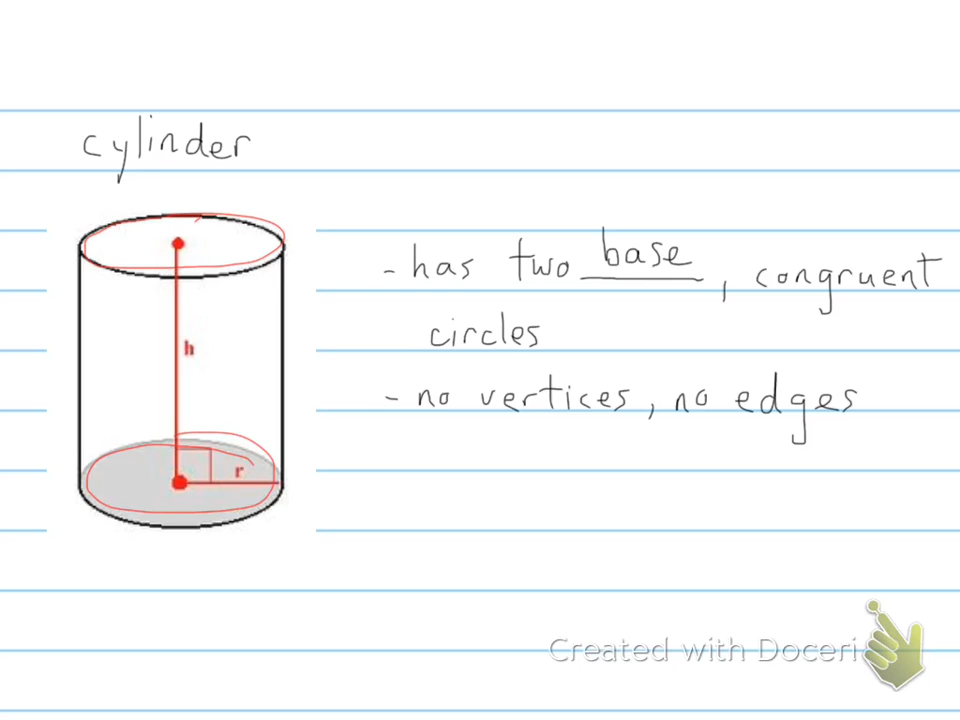 cylinder
- has two base, congruent
circles
- no vertices, no edges
h
r
Created with Doceri